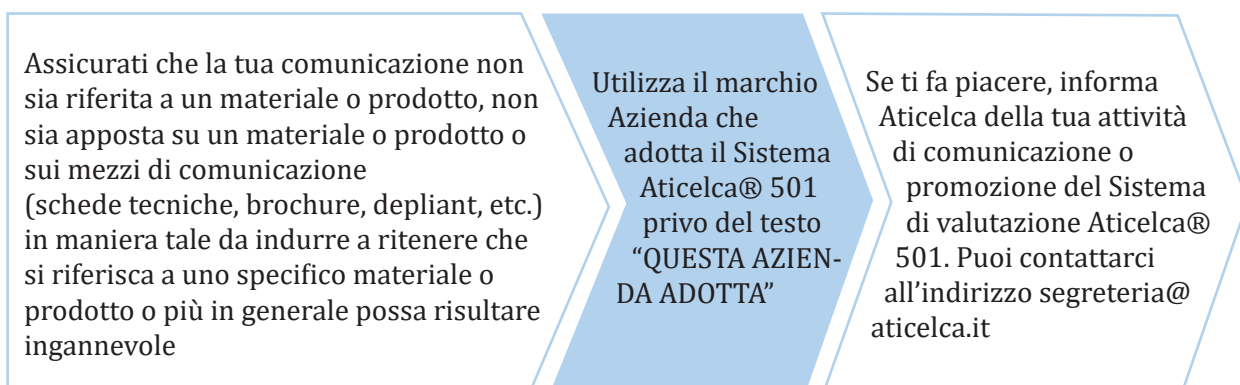 Assicurati che la tua comunicazione non
sia riferita a un materiale o prodotto, non
sia apposta su un materiale o prodotto o
sui mezzi di comunicazione
(schede tecniche, brochure, depliant, etc.)
in maniera tale da indurre a ritenere che
si riferisca a uno specifico materiale o
prodotto o più in generale possa risultare
ingannevole
Utilizza il marchio
Azienda che
adotta il Sistema
Aticelca® 501
privo del testo
“QUESTA AZIEN-
DA ADOTTA”
Se ti fa piacere, informa
Aticelca della tua attività
di comunicazione o
promozione del Sistema
di valutazione Aticelca®
501. Puoi contattarci
all’indirizzo segreteria@
aticelca.it